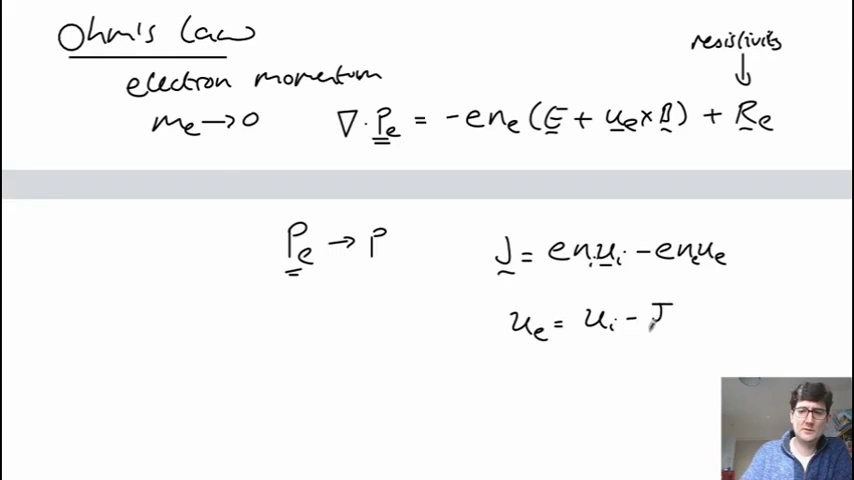 Ohm's Law
resistivity
electron momentum
mₑ → 0   ∇ · Pₑ = -enₑ (E + uₑ × B) + Rₑ
Pₑ → P   J = enᵢuᵢ - enₑuₑ
uₑ = uᵢ - J